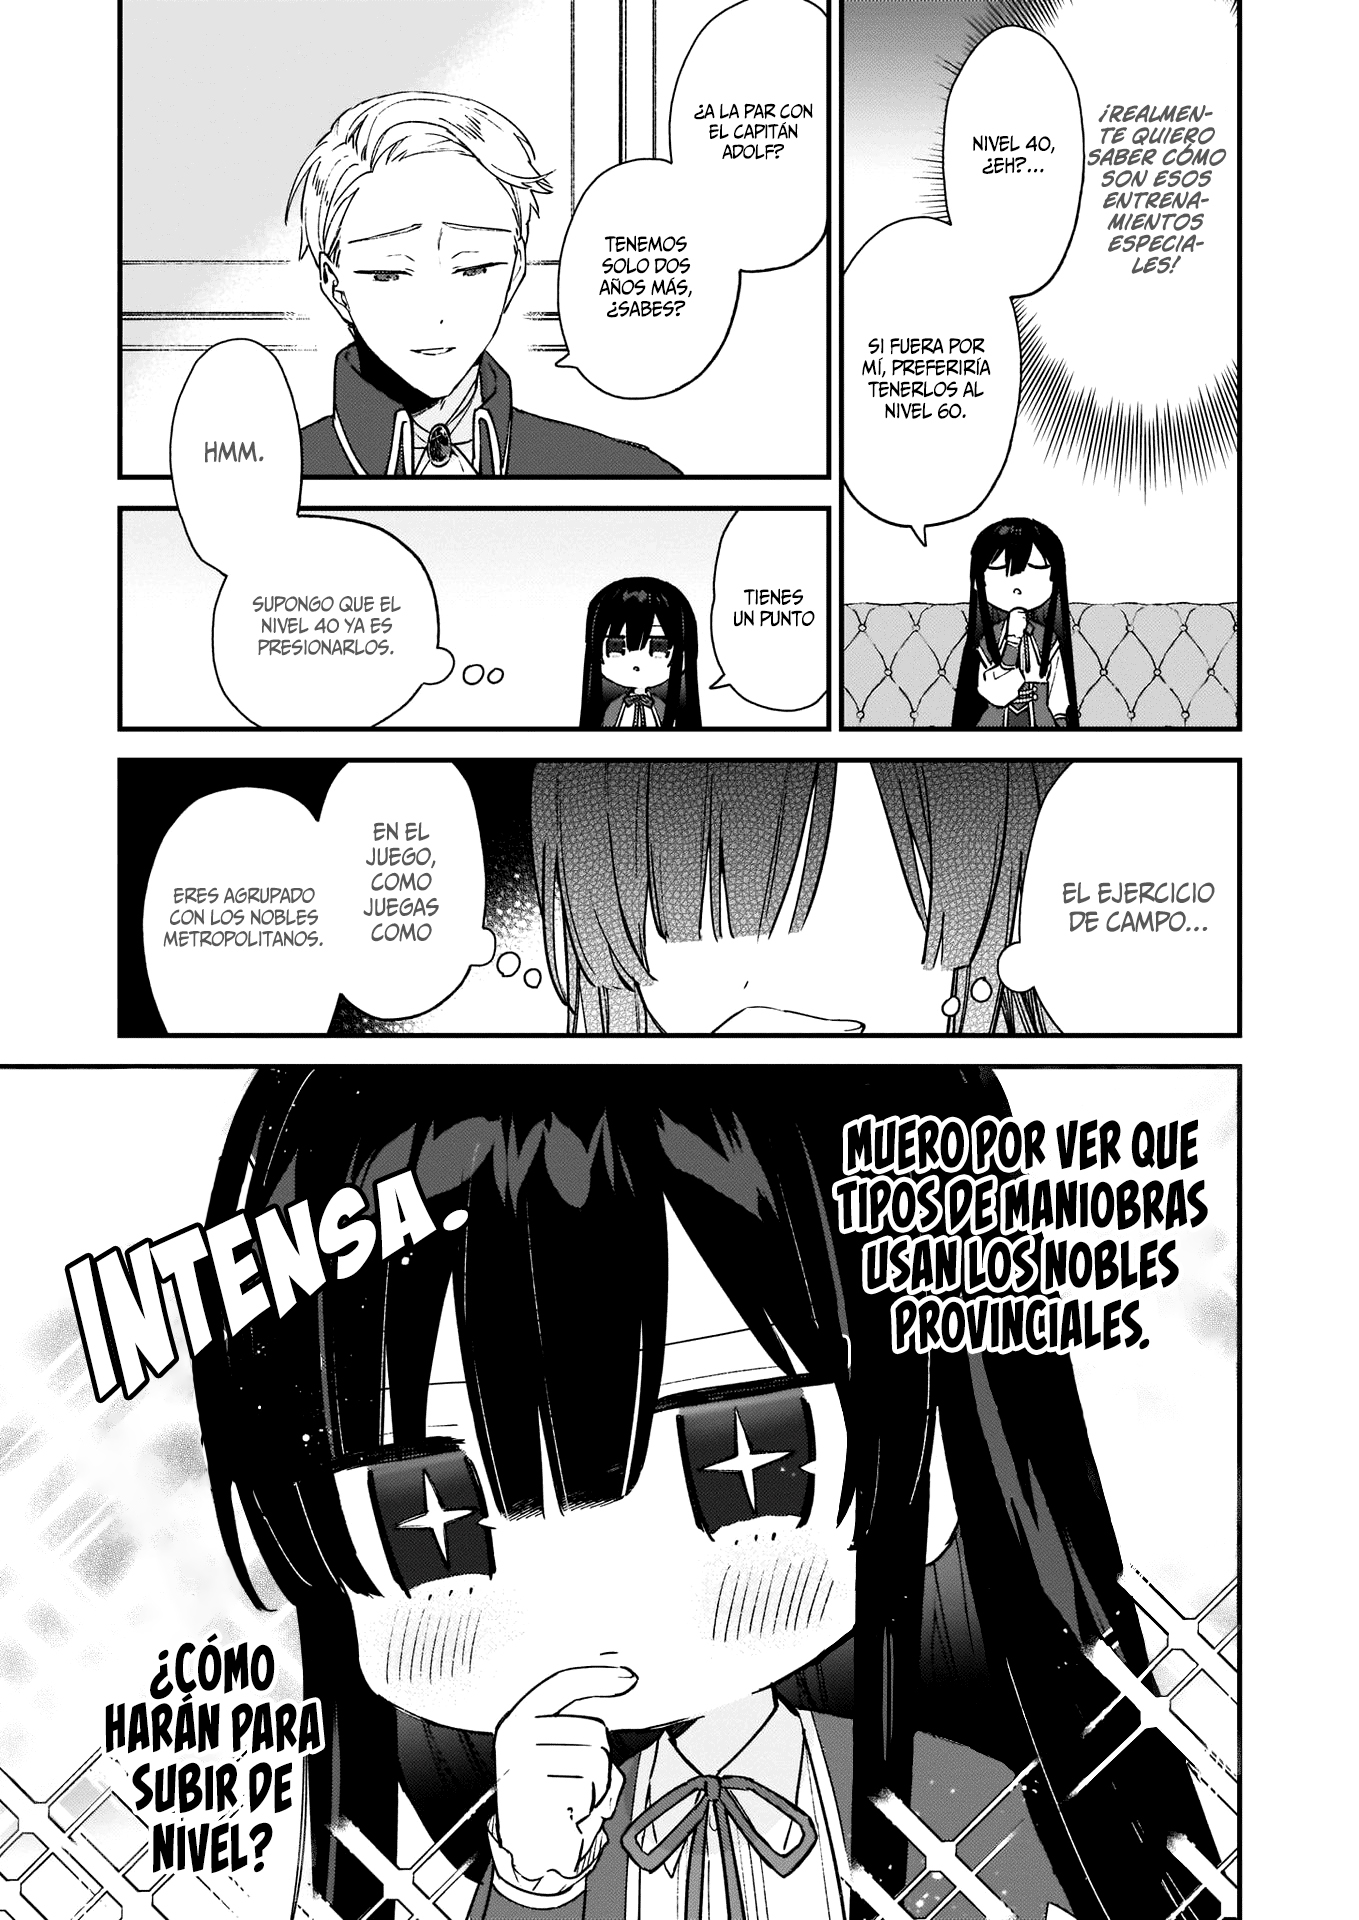 ¡REALMEN-
TE QUIERO
SABER CÓMO
SON ESOS
ENTRENA-
MIENTOS
ESPECIA-
LES!
NIVEL 40,
¿EH?...
SI FUERA POR
MÍ, PREFERIRÍA
TENERLOS AL
NIVEL 60.
¿A LA PAR CON
EL CAPITÁN
ADOLF?
TENEMOS
SOLO DOS
AÑOS MÁS,
¿SABES?
HMM.
TIENES
UN PUNTO
SUPONGO QUE EL
NIVEL 40 YA ES
PRESIONARLOS.
EL EJERCICIO
DE CAMPO...
EN EL
JUEGO,
COMO
JUEGAS
COMO
ERES AGRUPADO
CON LOS NOBLES
METROPOLITANOS.
MUERO POR VER QUE
TIPOS DE MANIOBRAS
USAN LOS NOBLES
PROVINCIALES.
INTENSA.
¿CÓMO
HARÁN PARA
SUBIR DE
NIVEL?